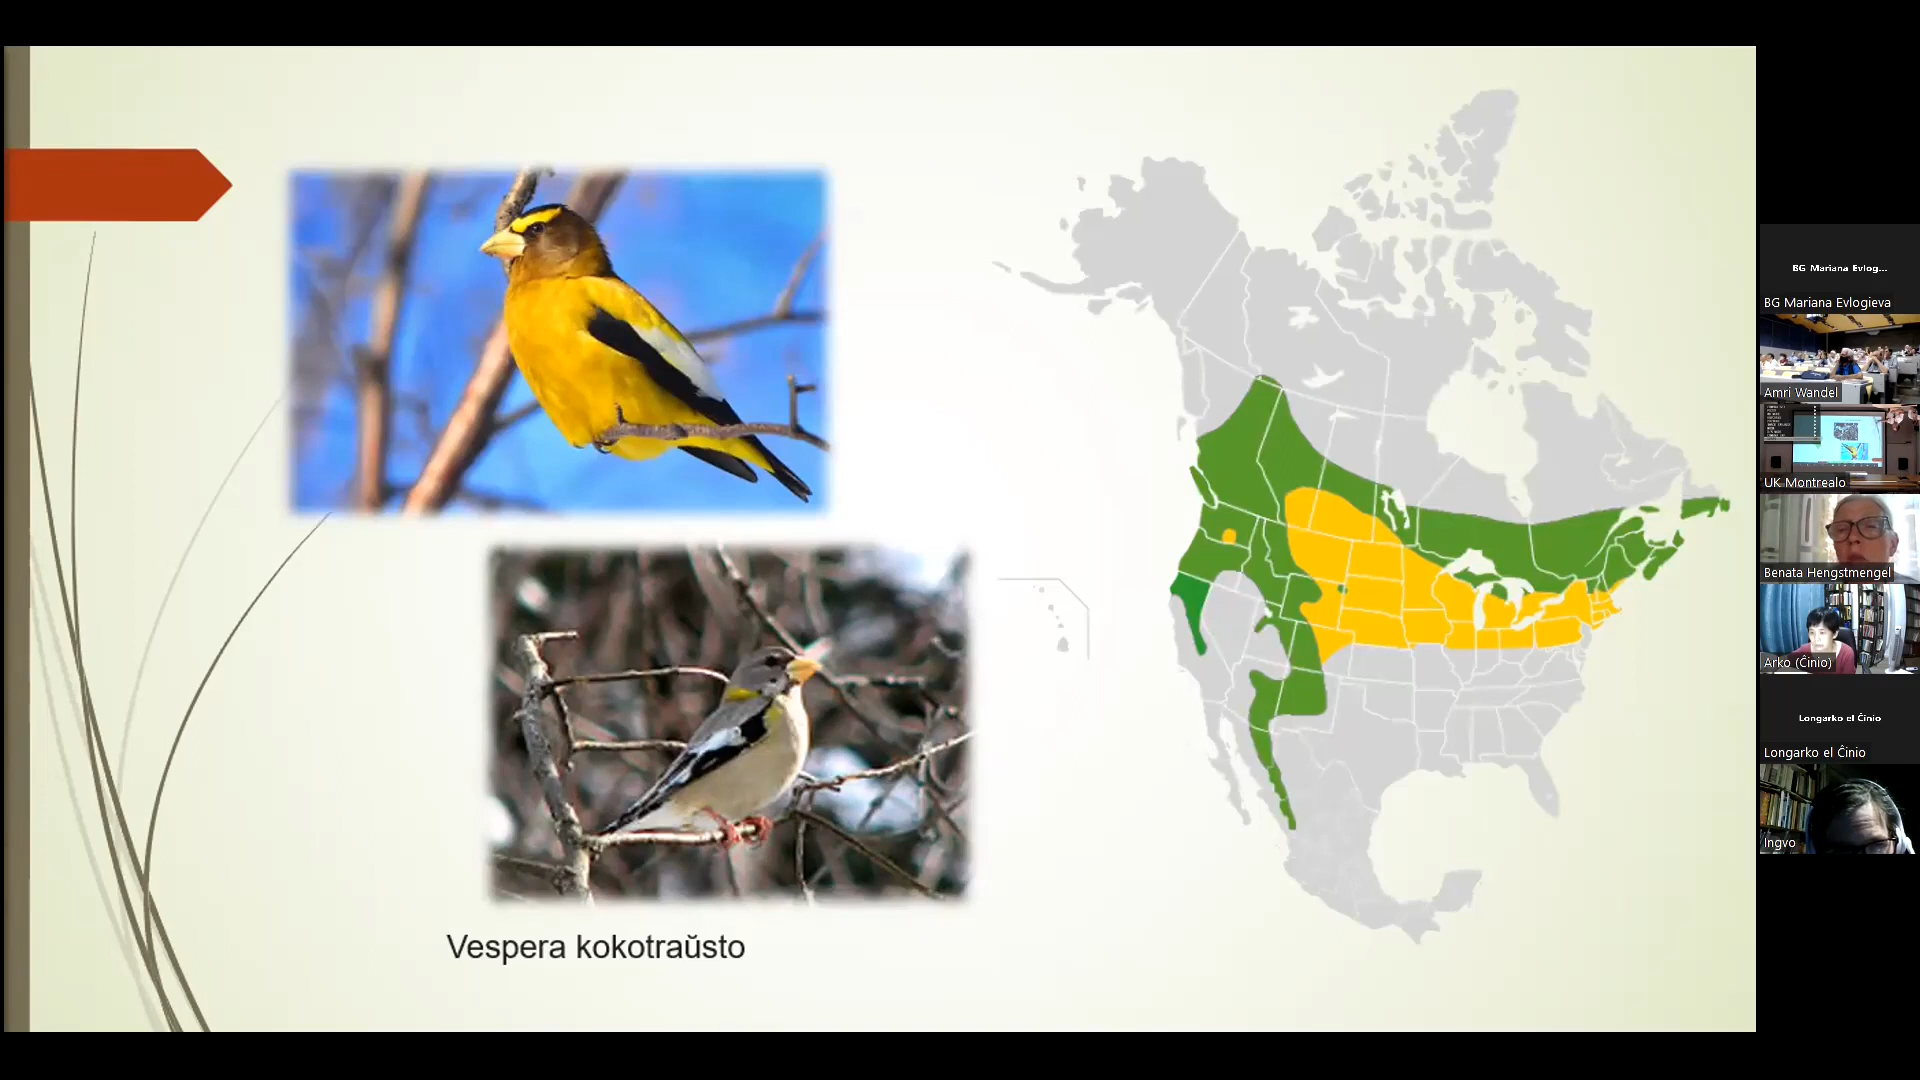 Vespera kokotraŭsto
BG Mariana Evlog...
BG Mariana Evlogieva
Amri Wandel
UK Montrealo
Benata Hengstmengel
Arko (Ĉinio)
Longarko el Ĉinio
Longarko el Ĉinio
Ingvo